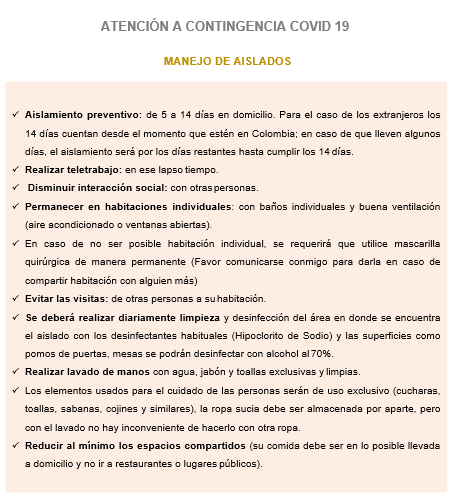 ATENCIÓN A CONTINGENCIA COVID 19
MANEJO DE AISLADOS
✓ Aislamiento preventivo: de 5 a 14 días en domicilio. Para el caso de los extranjeros los
14 días cuentan desde el momento que estén en Colombia; en caso de que lleven algunos
días, el aislamiento será por los días restantes hasta cumplir los 14 días.
✓ Realizar teletrabajo: en ese lapso tiempo.
✓ Disminuir interacción social: con otras personas.
✓ Permanecer en habitaciones individuales: con baños individuales y buena ventilación
(aire acondicionado o ventanas abiertas).
✓ En caso de no ser posible habitación individual, se requerirá que utilice mascarilla
quirúrgica de manera permanente (Favor comunicarse conmigo para darla en caso de
compartir habitación con alguien más)
✓ Evitar las visitas: de otras personas a su habitación.
✓ Se deberá realizar diariamente limpieza y desinfección del área en donde se encuentra
el aislado con los desinfectantes habituales (Hipoclorito de Sodio) y las superficies como
pomos de puertas, mesas se podrán desinfectar con alcohol al 70%.
✓ Realizar lavado de manos con agua, jabón y toallas exclusivas y limpias.
✓ Los elementos usados para el cuidado de las personas serán de uso exclusivo (cucharas,
toallas, sabanas, cojines y similares), la ropa sucia debe ser almacenada por aparte, pero
con el lavado no hay inconveniente de hacerlo con otra ropa.
✓ Reducir al mínimo los espacios compartidos (su comida debe ser en lo posible llevada
a domicilio y no ir a restaurantes o lugares públicos).